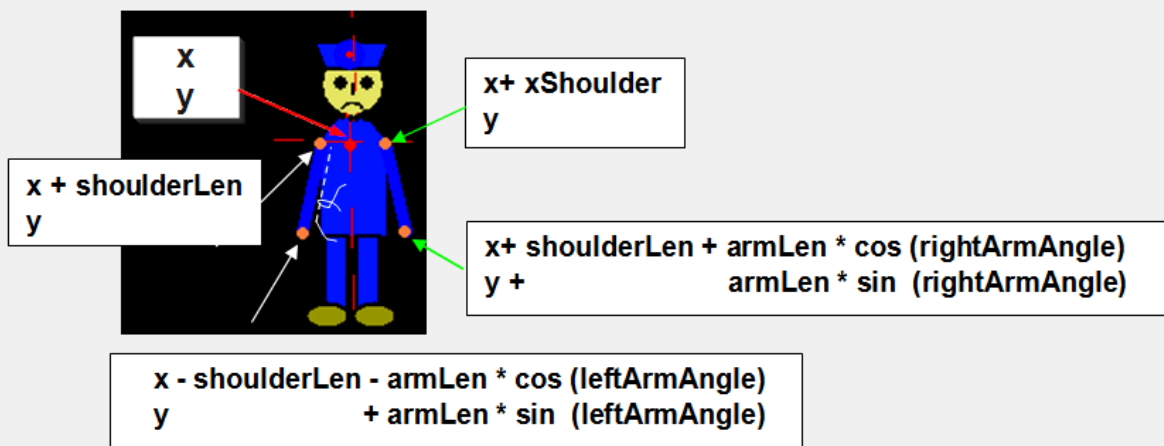 x
y
x+ xShoulder
y
x + shoulderLen
y
x+ shoulderLen + armLen * cos (rightArmAngle)
y + armLen * sin (rightArmAngle)
x - shoulderLen - armLen * cos (leftArmAngle)
y + armLen * sin (leftArmAngle)